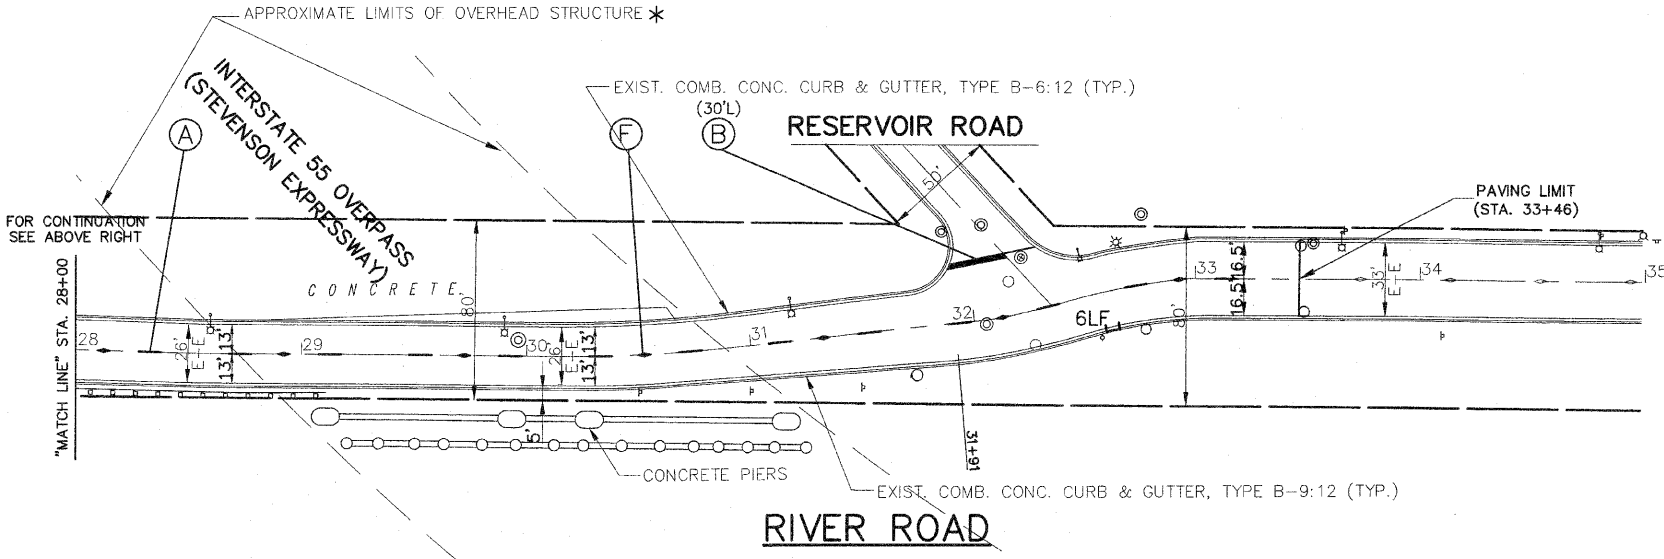 APPROXIMATE LIMITS OF OVERHEAD STRUCTURE *
INTERSTATE 55 OVERPASS
(STEVENSON EXPRESSWAY)
EXIST. COMB. CONC. CURB & GUTTER, TYPE B-6:12 (TYP.)
(30'L)
A
F
B
RESERVOIR ROAD
50'
PAVING LIMIT
(STA. 33+46)
FOR CONTINUATION
SEE ABOVE RIGHT
"MATCH LINE" STA. 28+00
CONCRETE
80'
28
26'
E-E
13' 13'
29
30
26'
E-E
13' 13'
31
32
6LF
33
80'
16.5' 16.5'
33'
E-E
34
35
5'
31+91
CONCRETE PIERS
EXIST. COMB. CONC. CURB & GUTTER, TYPE B-9:12 (TYP.)
RIVER ROAD